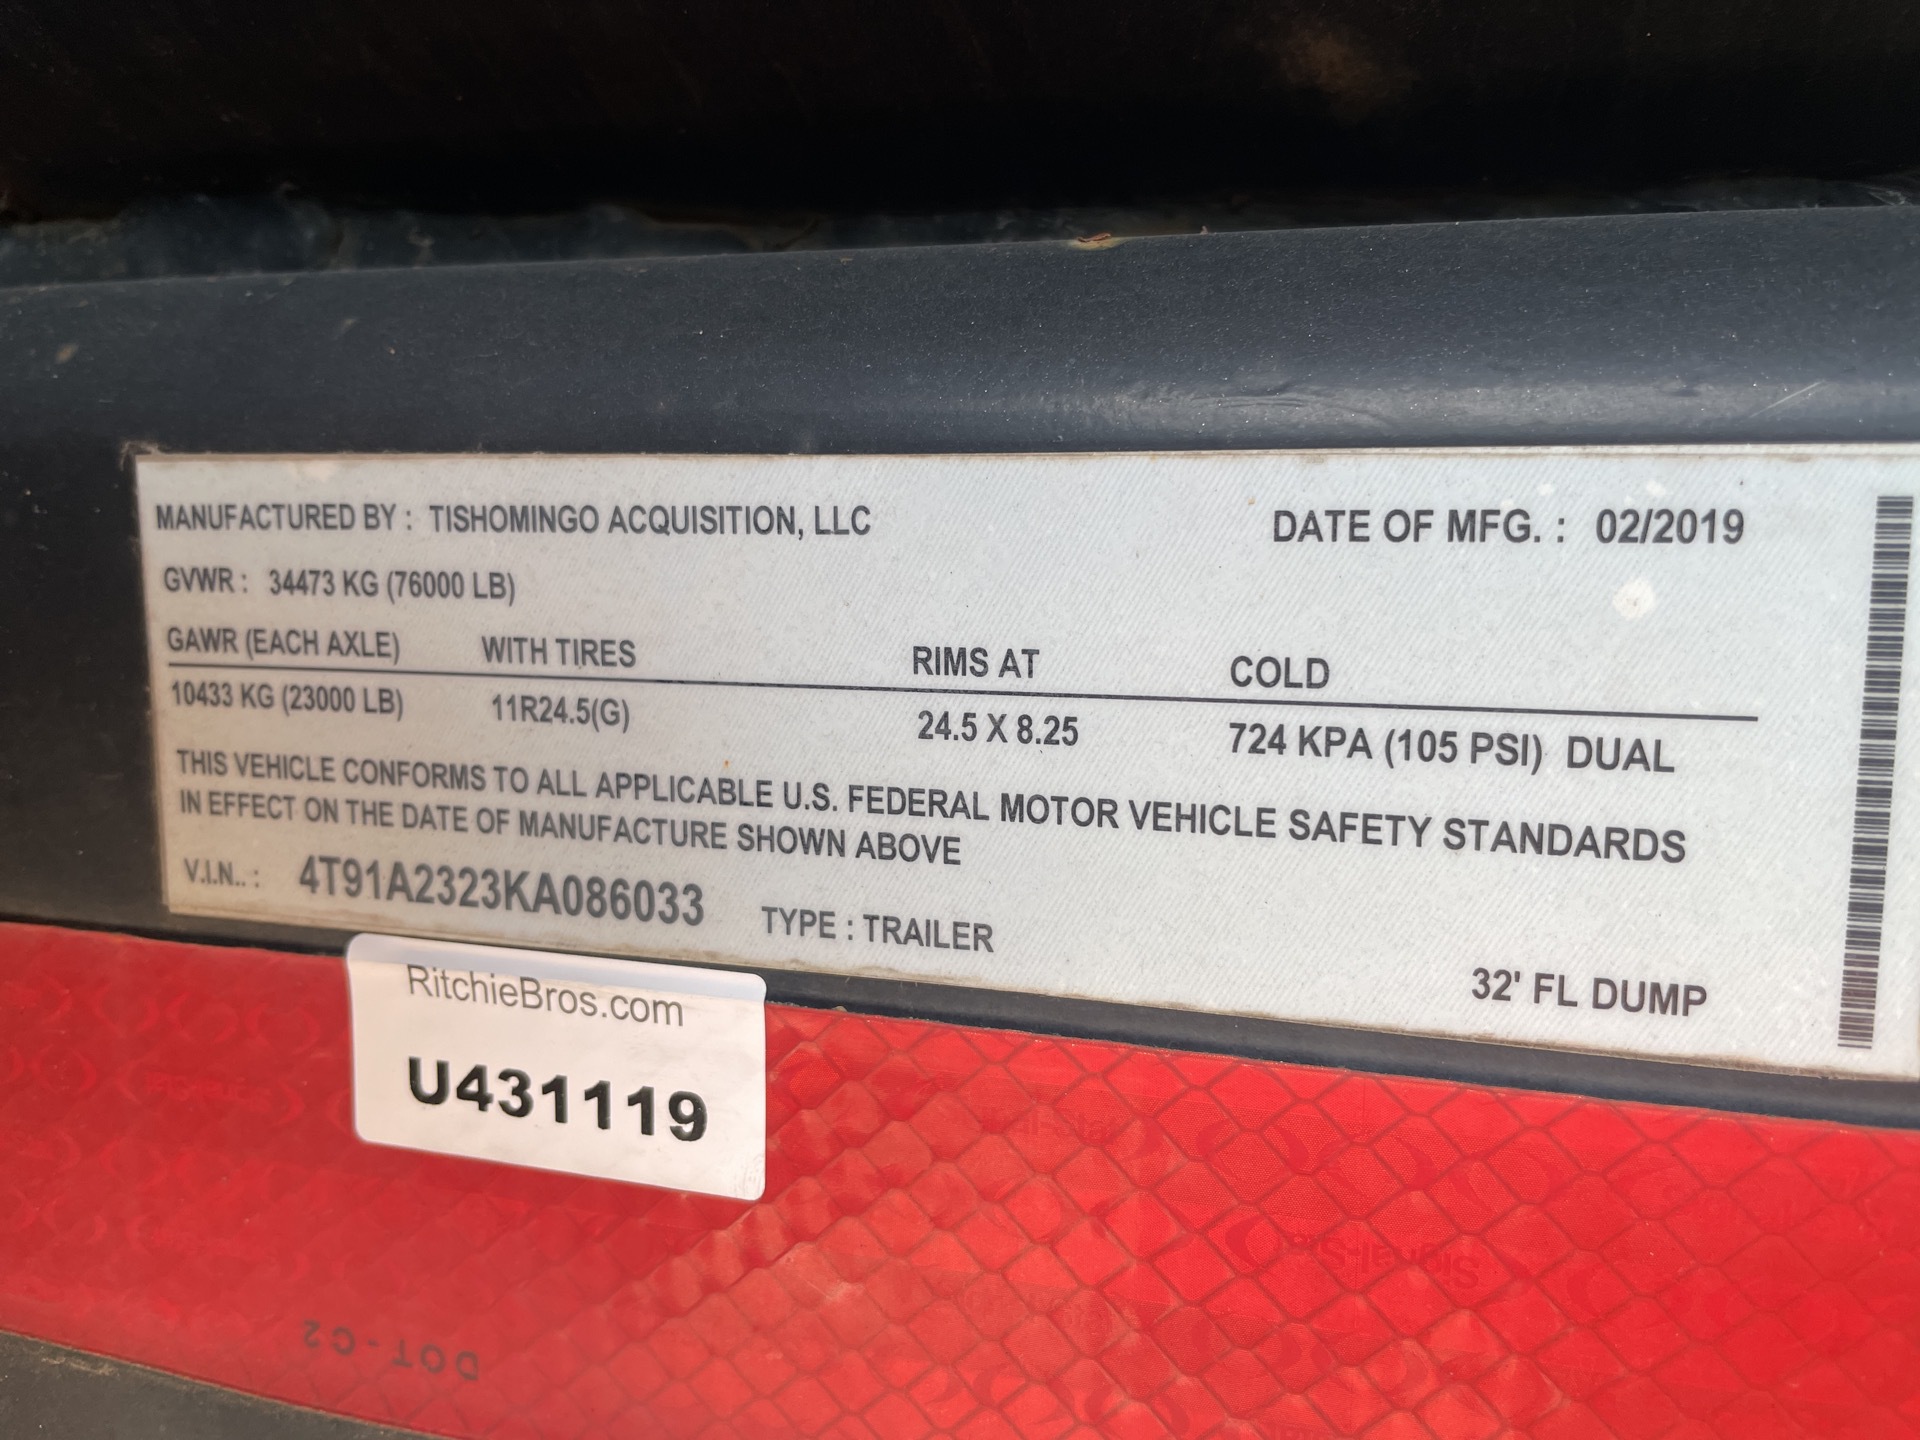 MANUFACTURED BY : TISHOMINGO ACQUISITION, LLC DATE OF MFG. : 02/2019
GVWR : 34473 KG (76000 LB)
GAWR (EACH AXLE) WITH TIRES RIMS AT COLD
10433 KG (23000 LB) 11R24.5(G) 24.5 X 8.25 724 KPA (105 PSI) DUAL
THIS VEHICLE CONFORMS TO ALL APPLICABLE U.S. FEDERAL MOTOR VEHICLE SAFETY STANDARDS
IN EFFECT ON THE DATE OF MANUFACTURE SHOWN ABOVE
V.I.N.. : 4T91A2323KA086033 TYPE : TRAILER
32' FL DUMP
RitchieBros.com
U431119
Signal-Stat
DOT-C2